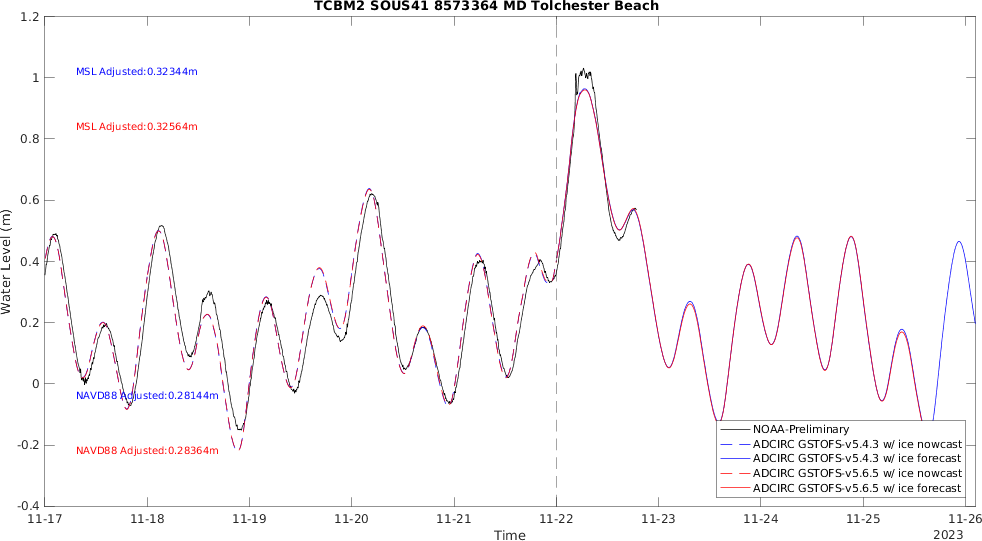 TCBM2 SOUS41 8573364 MD Tolchester Beach
1.2
1
0.8
0.6
0.4
0.2
0
-0.2
-0.4
Water Level (m)
MSL Adjusted:0.32344m
MSL Adjusted:0.32564m
NAVD88 Adjusted:0.28144m
NAVD88 Adjusted:0.28364m
NOAA-Preliminary
ADCIRC GSTOFS-v5.4.3 w/ ice nowcast
ADCIRC GSTOFS-v5.4.3 w/ ice forecast
ADCIRC GSTOFS-v5.6.5 w/ ice nowcast
ADCIRC GSTOFS-v5.6.5 w/ ice forecast
11-17 11-18 11-19 11-20 11-21 11-22 11-23 11-24 11-25 11-26
Time
2023